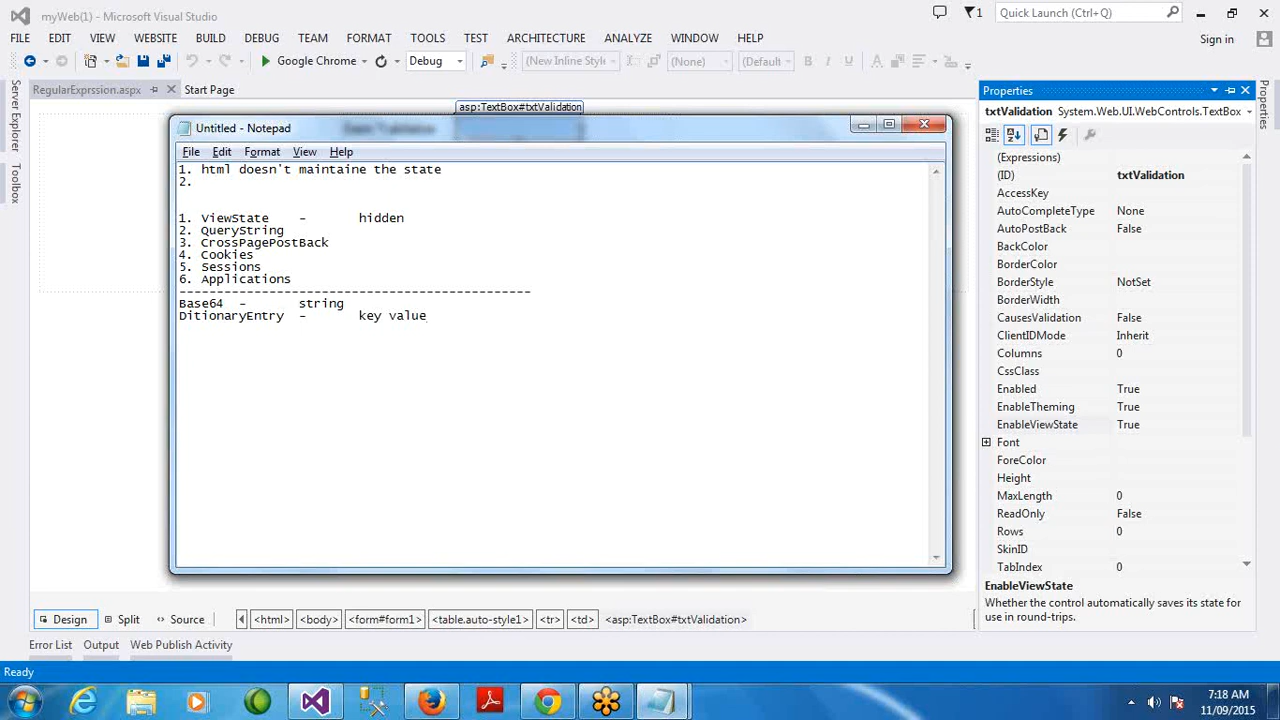 myWeb(1) - Microsoft Visual Studio
1
Quick Launch (Ctrl+Q)
FILE EDIT VIEW WEBSITE BUILD DEBUG TEAM FORMAT TOOLS TEST ARCHITECTURE ANALYZE WINDOW HELP
Sign in
Google Chrome
Debug
(New Inline Style
(None)
(Default
B I U A
Server Explorer
Toolbox
RegularExprssion.aspx
Start Page
asp:TextBox#txtValidation
Untitled - Notepad
File Edit Format View Help
1. html doesn't maintaine the state
2.
1. ViewState - hidden
2. QueryString
3. CrossPagePostBack
4. Cookies
5. Sessions
6. Applications
-----------------------------------------------
Base64 - string
DitionaryEntry - key value
Properties
txtValidation System.Web.UI.WebControls.TextBox
(Expressions)
(ID) txtValidation
AccessKey
AutoCompleteType None
AutoPostBack False
BackColor
BorderColor
BorderStyle NotSet
BorderWidth
CausesValidation False
ClientIDMode Inherit
Columns 0
CssClass
Enabled True
EnableTheming True
EnableViewState True
Font
ForeColor
Height
MaxLength 0
ReadOnly False
Rows 0
SkinID
TabIndex 0
EnableViewState
Whether the control automatically saves its state for
use in round-trips.
Properties
Design
Split
Source
<html> <body> <form#form1> <table.auto-style1> <tr> <td> <asp:TextBox#txtValidation>
Error List Output Web Publish Activity
Ready
7:18 AM
11/09/2015